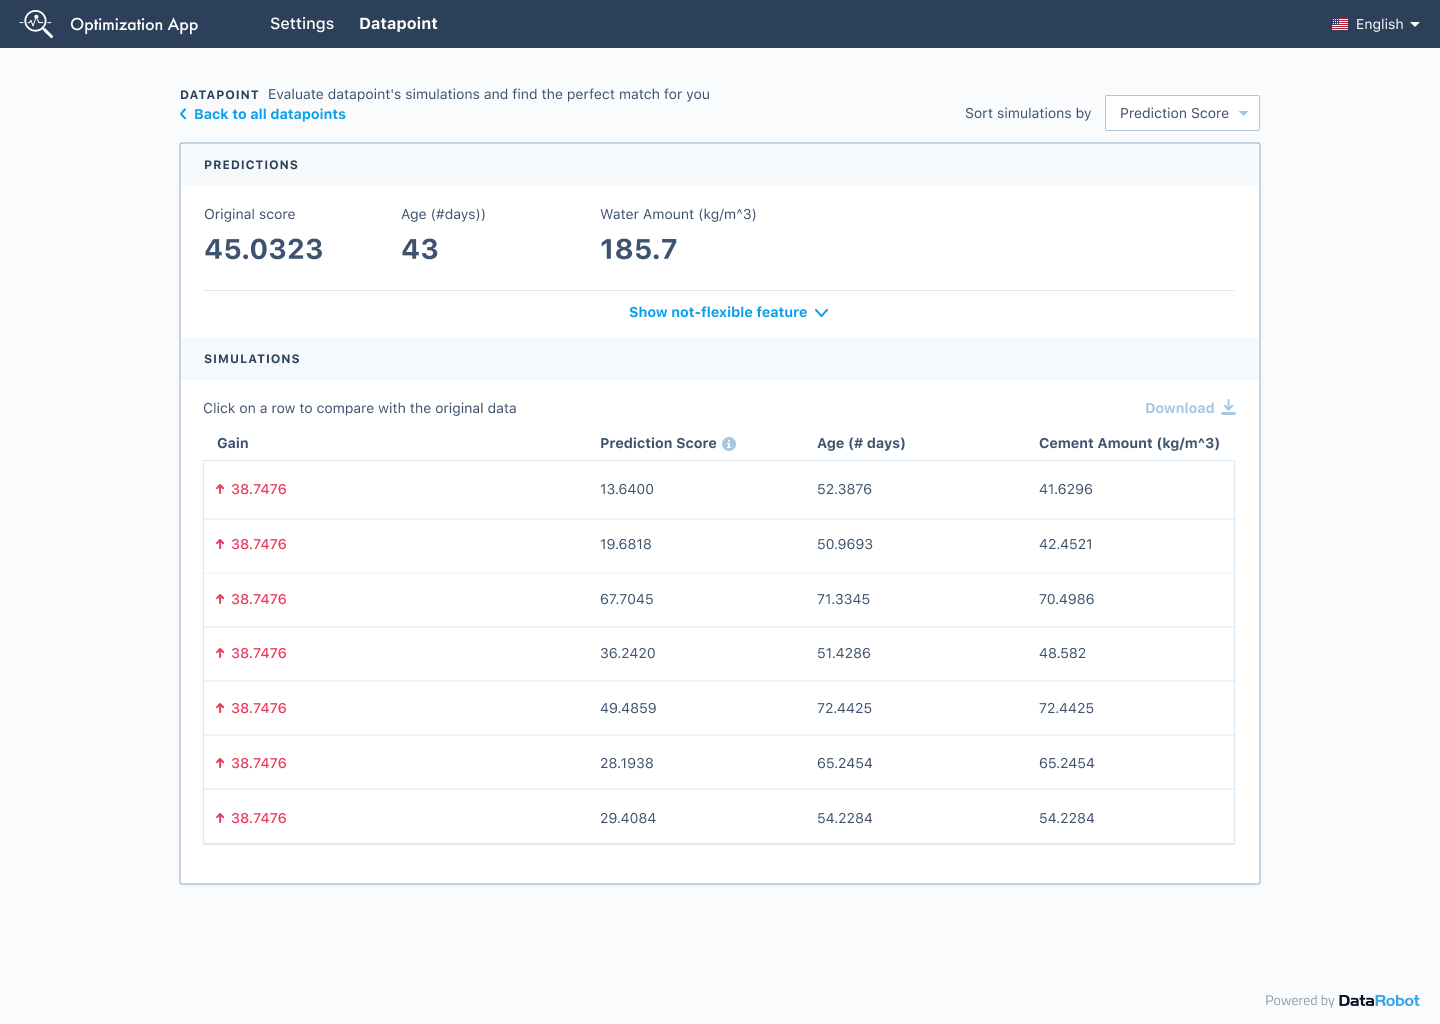 Optimization App Settings Datapoint English
DATAPOINT Evaluate datapoint's simulations and find the perfect match for you
Back to all datapoints
Sort simulations by Prediction Score
PREDICTIONS
Original score Age (#days)) Water Amount (kg/m^3)
45.0323 43 185.7
Show not-flexible feature
SIMULATIONS
Click on a row to compare with the original data Download
Gain Prediction Score Age (# days) Cement Amount (kg/m^3)
38.7476 13.6400 52.3876 41.6296
38.7476 19.6818 50.9693 42.4521
38.7476 67.7045 71.3345 70.4986
38.7476 36.2420 51.4286 48.582
38.7476 49.4859 72.4425 72.4425
38.7476 28.1938 65.2454 65.2454
38.7476 29.4084 54.2284 54.2284
Powered by DataRobot